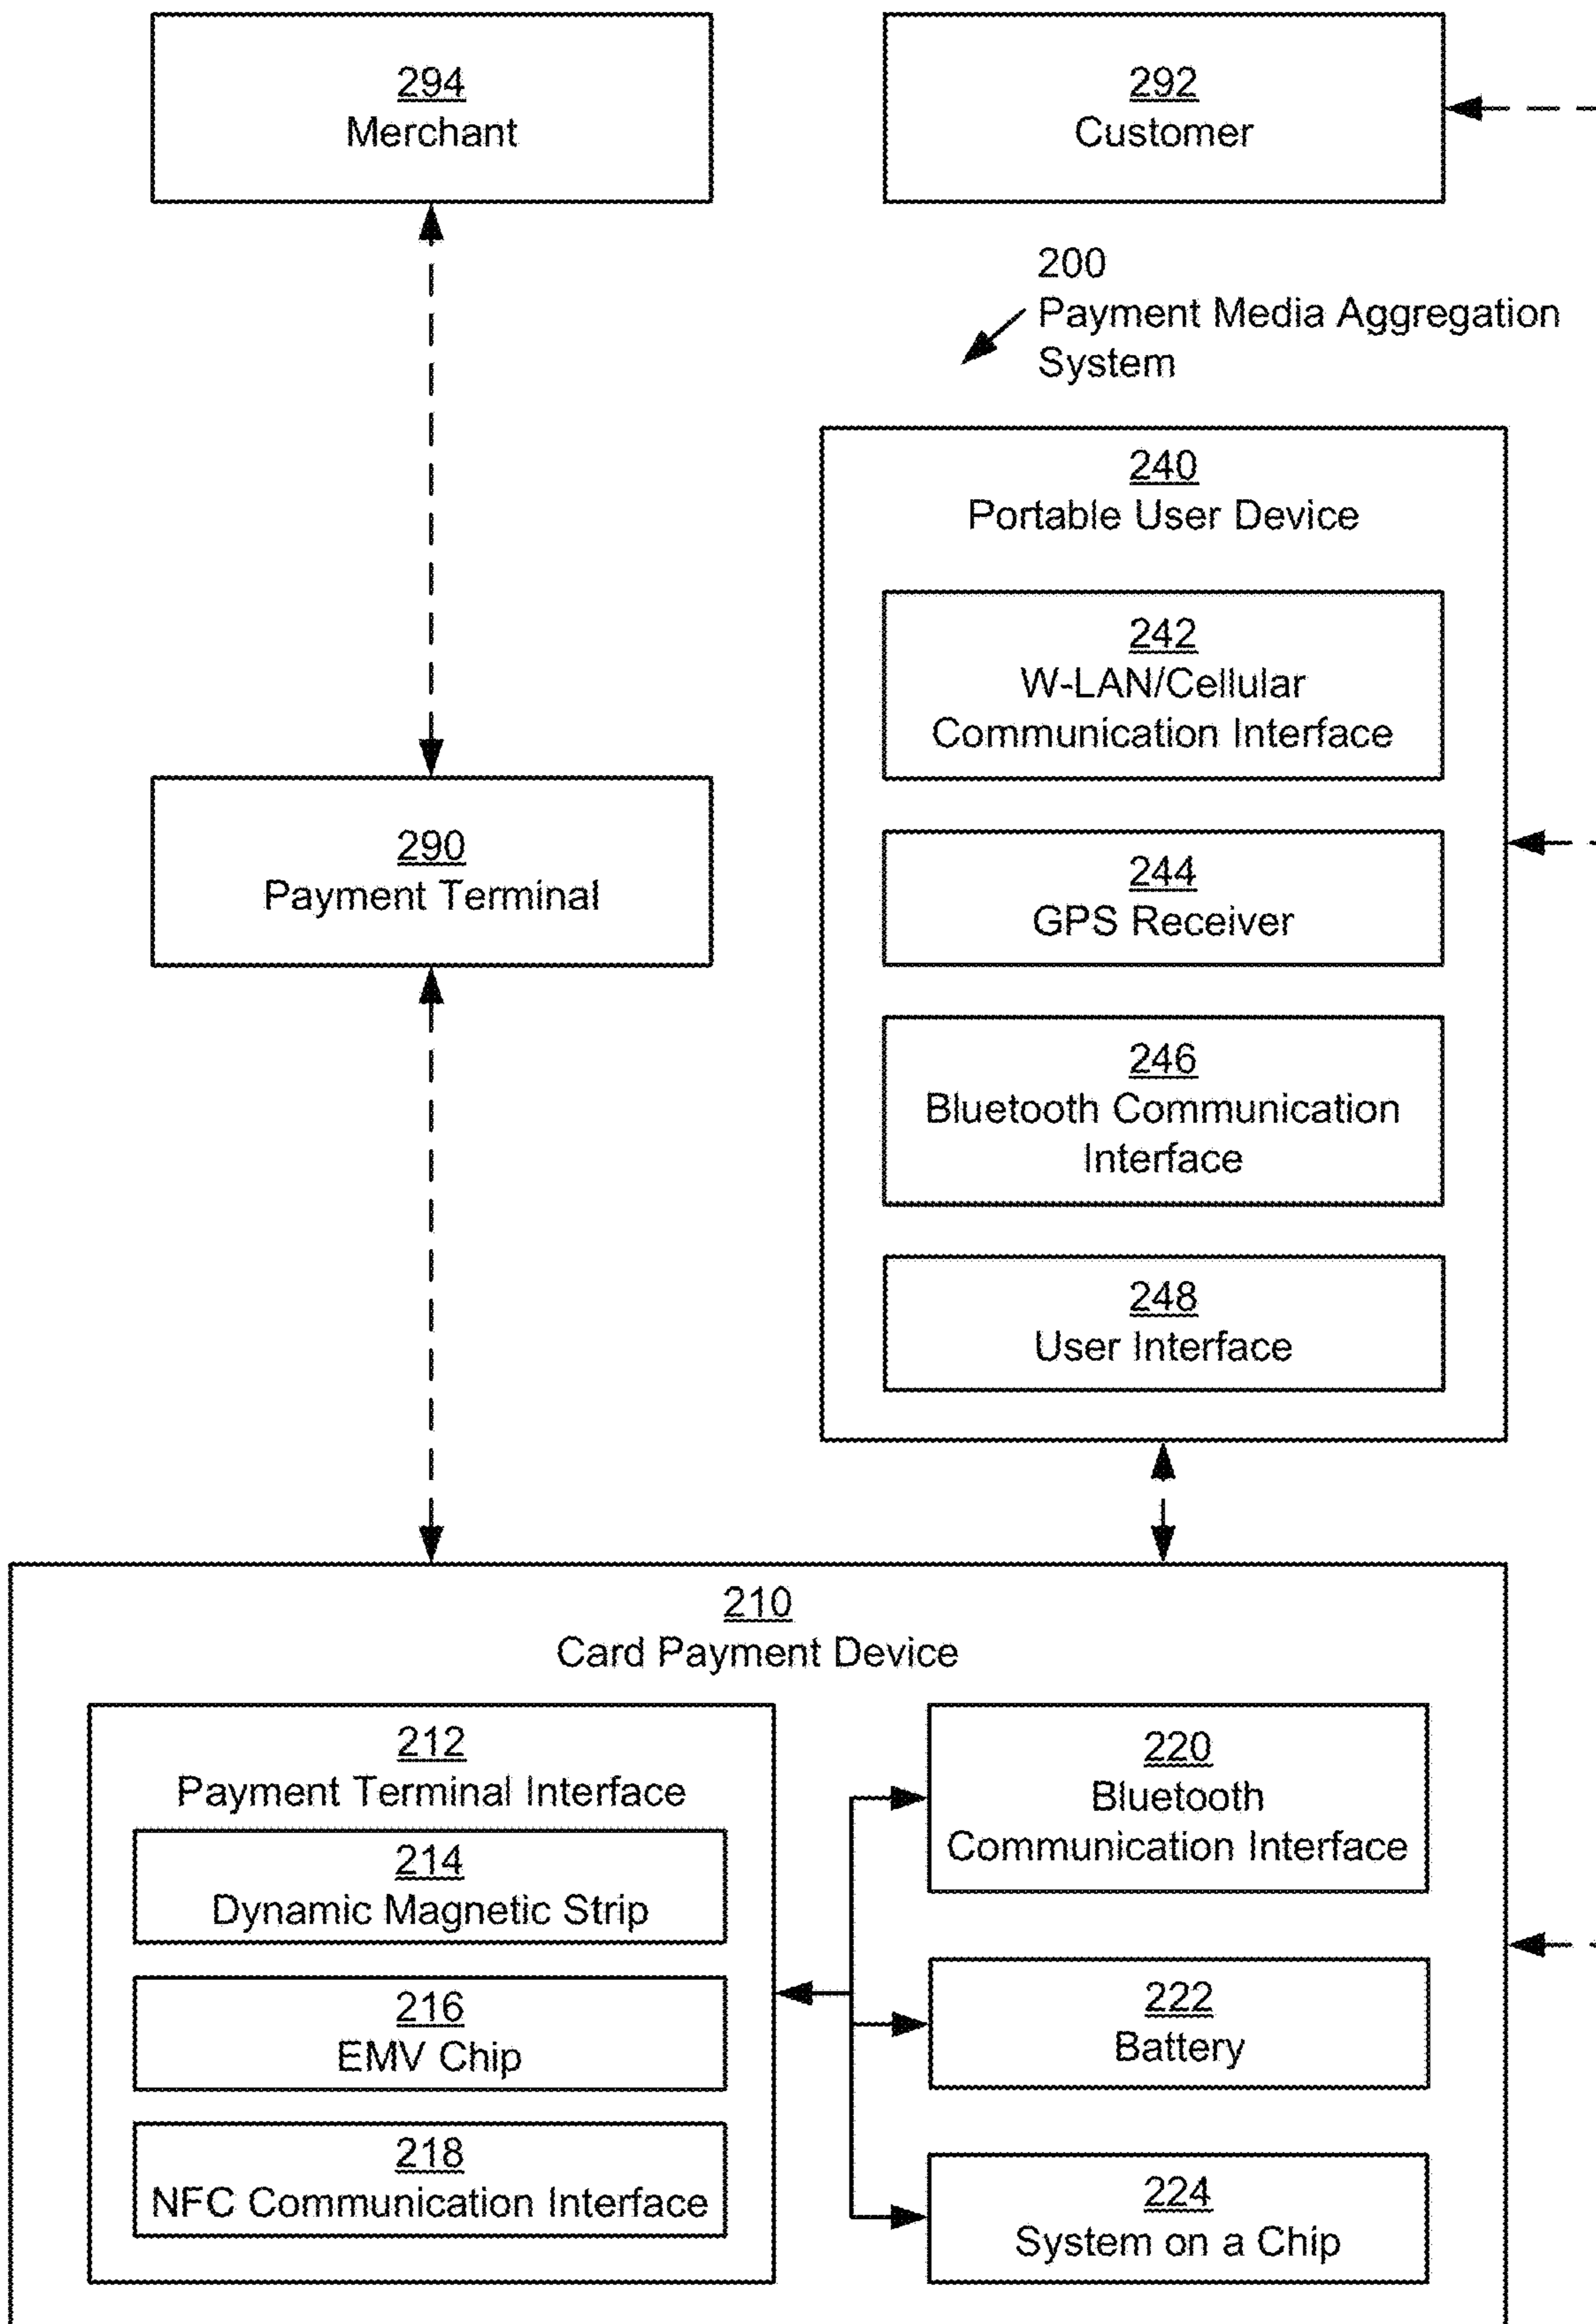 294
Merchant
292
Customer
200
Payment Media Aggregation
System
240
Portable User Device
242
W-LAN/Cellular
Communication Interface
290
Payment Terminal
244
GPS Receiver
246
Bluetooth Communication
Interface
248
User Interface
210
Card Payment Device
212
Payment Terminal Interface
214
Dynamic Magnetic Strip
216
EMV Chip
218
NFC Communication Interface
220
Bluetooth
Communication Interface
222
Battery
224
System on a Chip